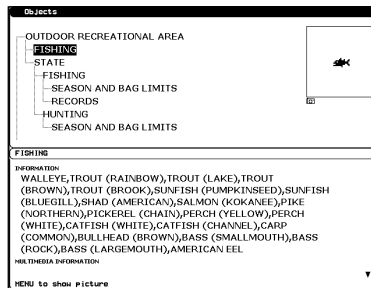 Objects
OUTDOOR RECREATIONAL AREA
FISHING
STATE
FISHING
SEASON AND BAG LIMITS
RECORDS
HUNTING
SEASON AND BAG LIMITS
FISHING
INFORMATION
WALLEYE,TROUT (RAINBOW),TROUT (LAKE),TROUT
(BROWN),TROUT (BROOK),SUNFISH (PUMPKINSEED),SUNFISH
(BLUEGILL),SHAD (AMERICAN),SALMON (KOKANEE),PIKE
(NORTHERN),PICKEREL (CHAIN),PERCH (YELLOW),PERCH
(WHITE),CATFISH (WHITE),CATFISH (CHANNEL),CARP
(COMMON),BULLHEAD (BROWN),BASS (SMALLMOUTH),BASS
(ROCK),BASS (LARGEMOUTH),AMERICAN EEL
MULTIMEDIA INFORMATION
MENU to show picture